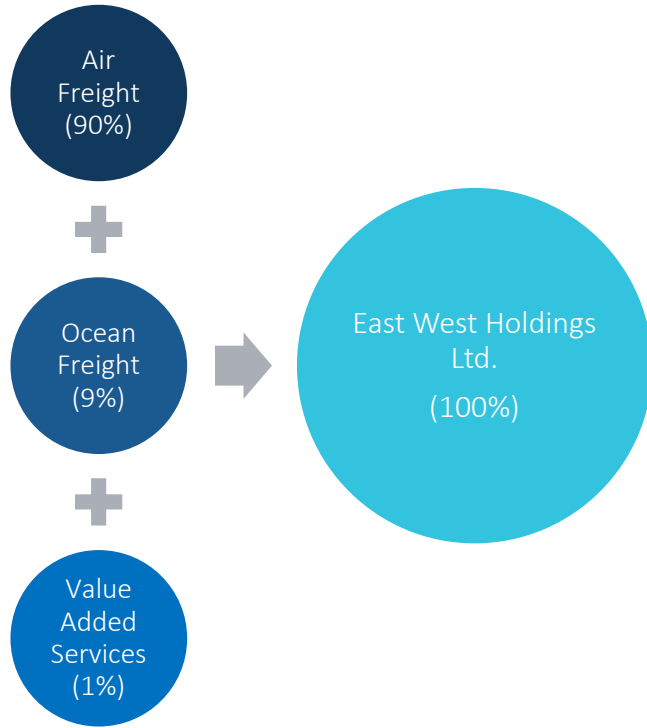 Air
Freight
(90%)
Ocean
Freight
(9%)
Value
Added
Services
(1%)
East West Holdings
Ltd.
(100%)